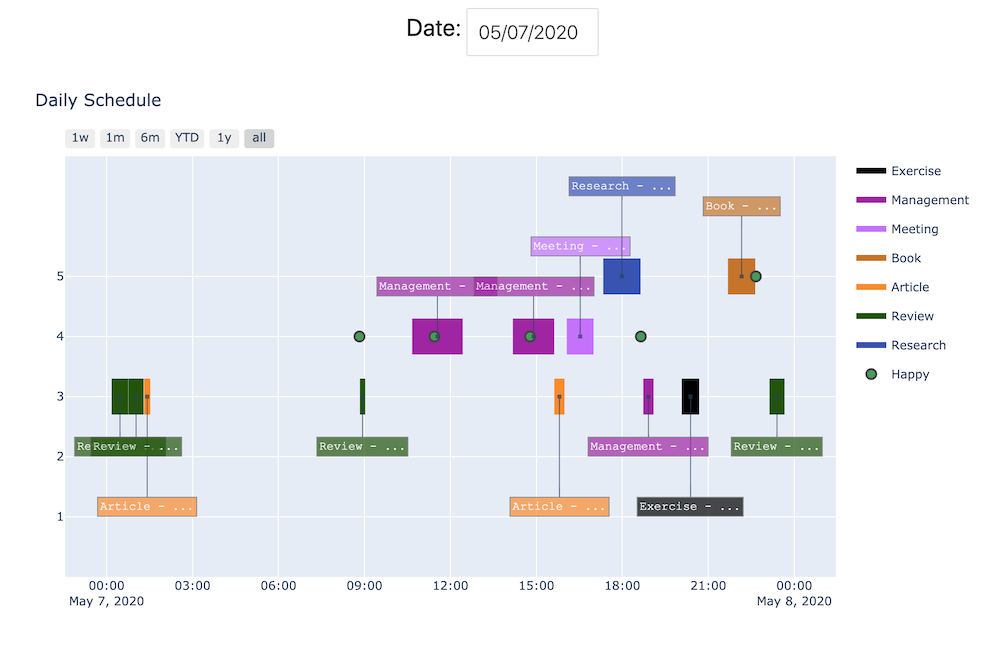 Date: 05/07/2020
Daily Schedule
1w 1m 6m YTD 1y all
Exercise
Management
Meeting
Book
Article
Review
Research
Happy
Research - ...
Book - ...
Meeting - ...
Management - Management - ...
5
4
3
Re Review - ... Review - ... Management - ... Review - ...
2
Article - ... Article - ... Exercise - ...
1
00:00 03:00 06:00 09:00 12:00 15:00 18:00 21:00 00:00
May 7, 2020 May 8, 2020